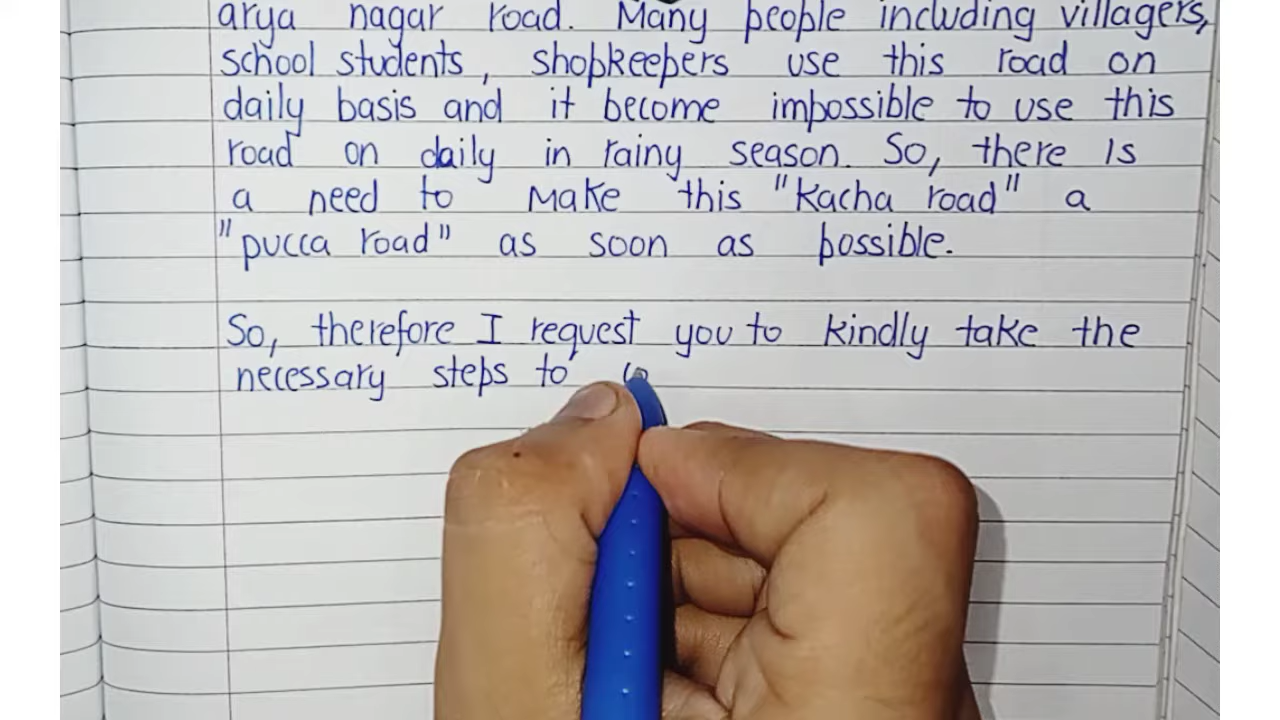 arya nagar road. Many people including villagers,
school students, shopkeepers use this road on
daily basis and it become impossible to use this
road on daily in rainy season. So, there is
a need to make this "kacha road" a
"pucca road" as soon as possible.
So, therefore I request you to kindly take the
necessary steps to